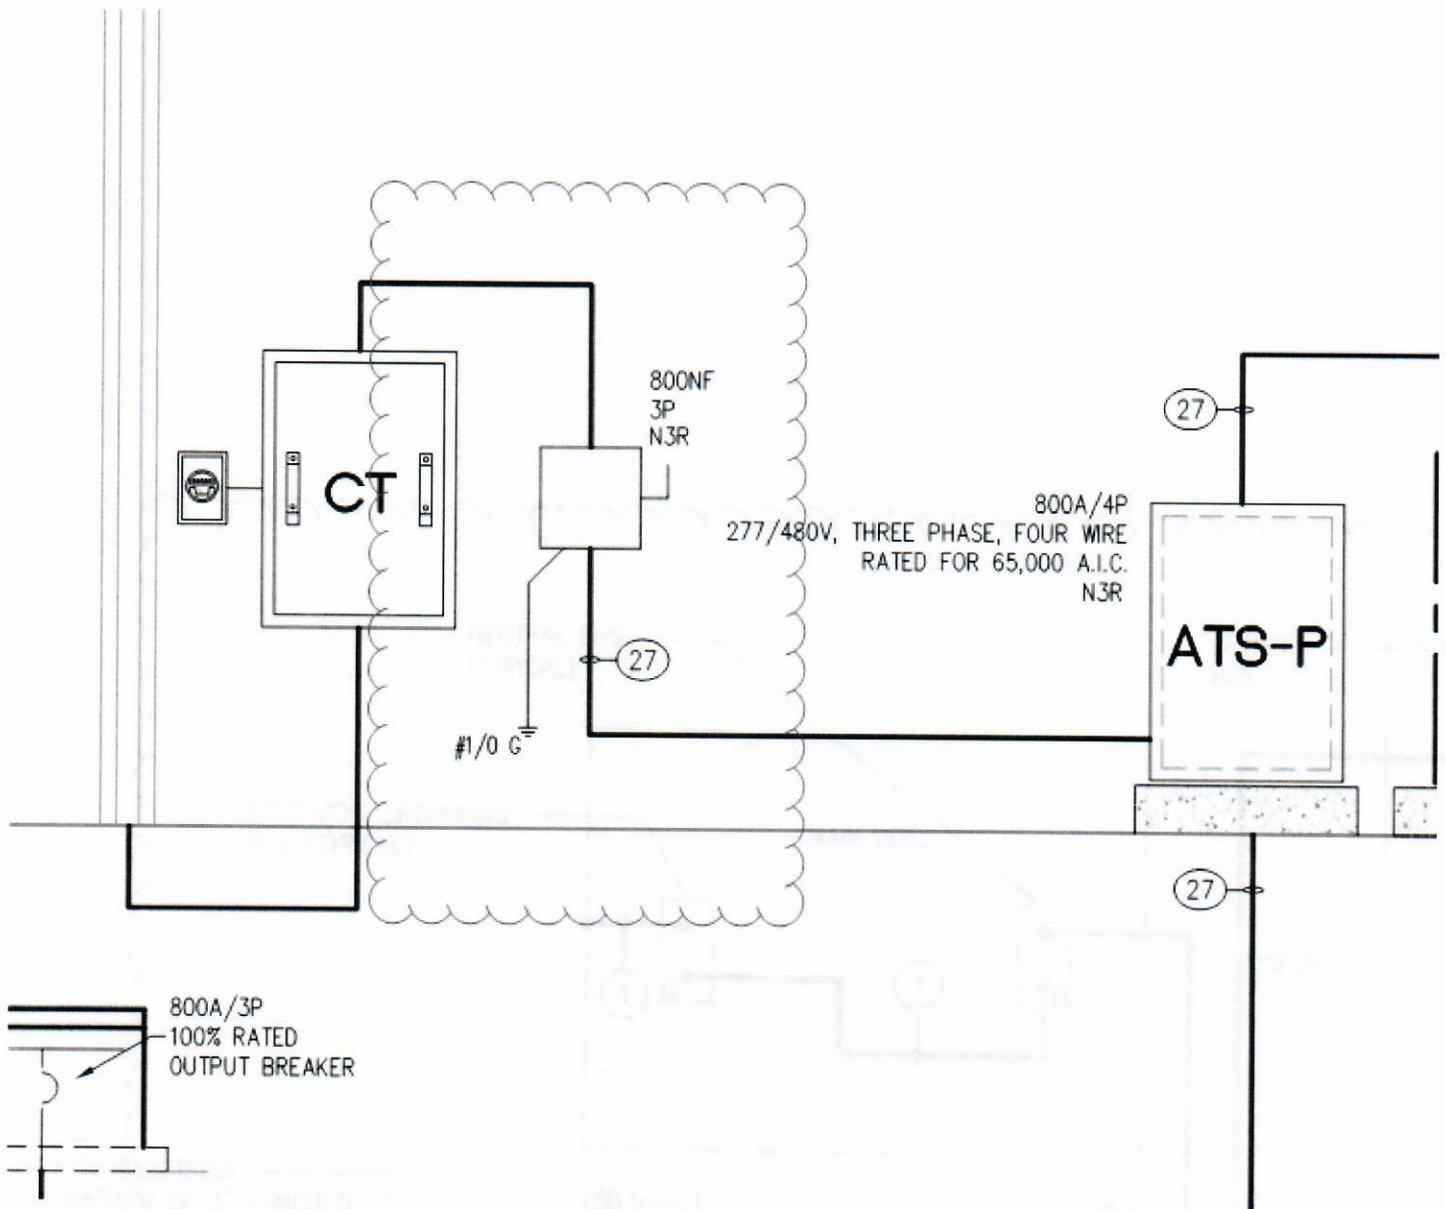 800NF
3P
N3R
27
CT
800A/4P
277/480V, THREE PHASE, FOUR WIRE
RATED FOR 65,000 A.I.C.
N3R
ATS-P
27
#1/0 G
27
800A/3P
100% RATED
OUTPUT BREAKER